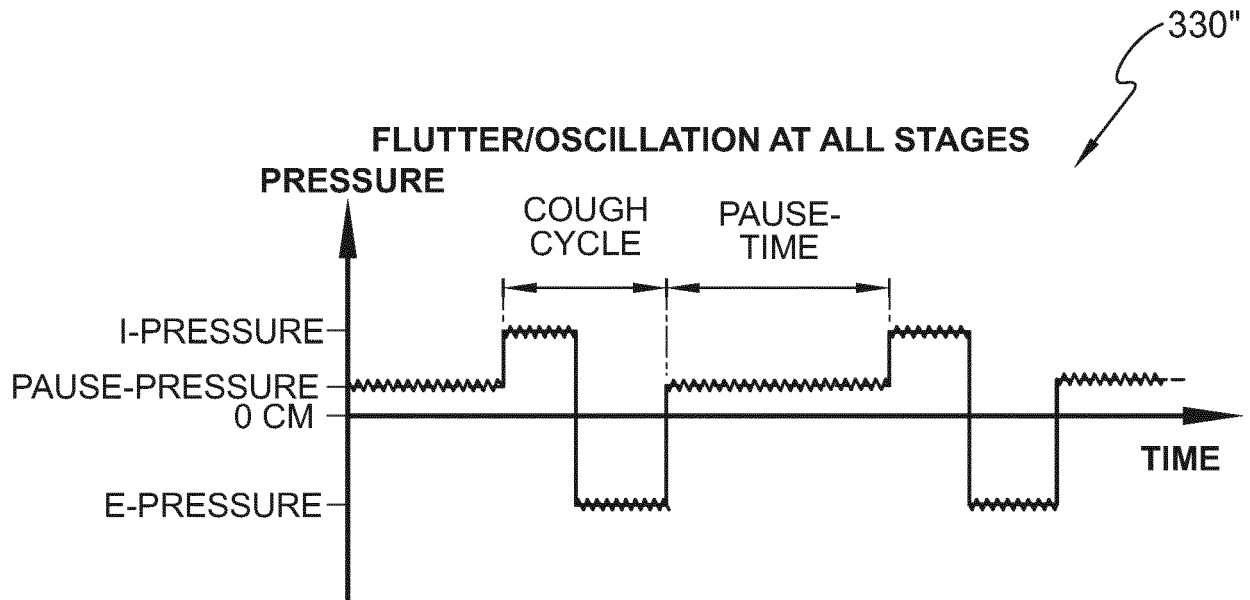 330"
FLUTTER/OSCILLATION AT ALL STAGES
PRESSURE
COUGH
CYCLE
PAUSE-
TIME
I-PRESSURE
PAUSE-PRESSURE
0 CM
TIME
E-PRESSURE